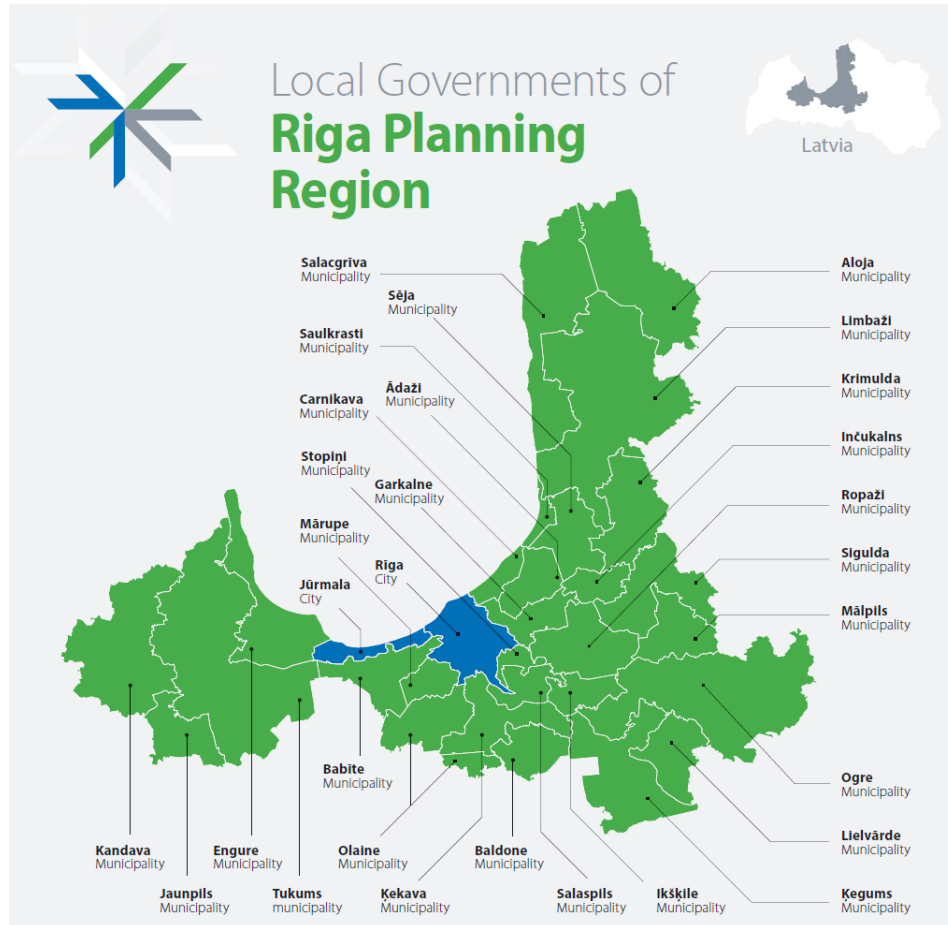 Local Governments of
Riga Planning
Region
Latvia
Salacgrīva
Municipality
Sēja
Municipality
Saulkrasti
Municipality
Ādaži
Municipality
Carnikava
Municipality
Stopiņi
Municipality
Garkalne
Municipality
Mārupe
Municipality
Rīga
City
Jūrmala
City
Aloja
Municipality
Limbaži
Municipality
Krimulda
Municipality
Inčukalns
Municipality
Ropaži
Municipality
Sigulda
Municipality
Mālpils
Municipality
Ogre
Municipality
Lielvārde
Municipality
Ķegums
Municipality
Babīte
Municipality
Kandava
Municipality
Engure
Municipality
Olaine
Municipality
Baldone
Municipality
Jaunpils
Municipality
Tukums
municipality
Ķekava
Municipality
Salaspils
Municipality
Ikšķile
Municipality